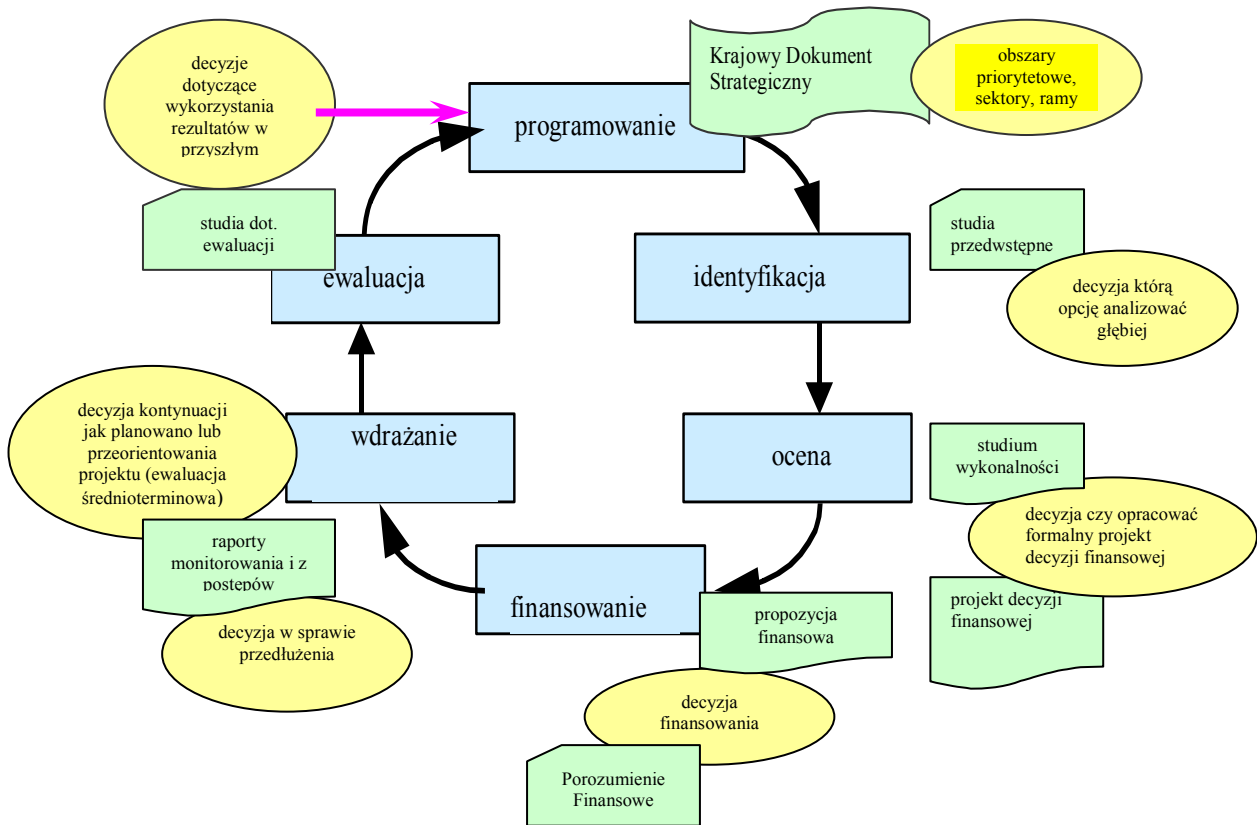 decyzje
dotyczące
wykorzystania
rezultatów w
przyszłym
programowanie
Krajowy Dokument
Strategiczny
obszary
priorytetowe,
sektory, ramy
studia dot.
ewaluacji
ewaluacja
identyfikacja
studia
przedwstępne
decyzja którą
opcję analizować
głębiej
decyzja kontynuacji
jak planowano lub
przeorientowania
projektu (ewaluacja
średnioterminowa)
wdrażanie
ocena
studium
wykonalności
decyzja czy opracować
formalny projekt
decyzji finansowej
raporty
monitorowania i z
postępów
decyzja w sprawie
przedłużenia
finansowanie
propozycja
finansowa
projekt decyzji
finansowej
decyzja
finansowania
Porozumienie
Finansowe